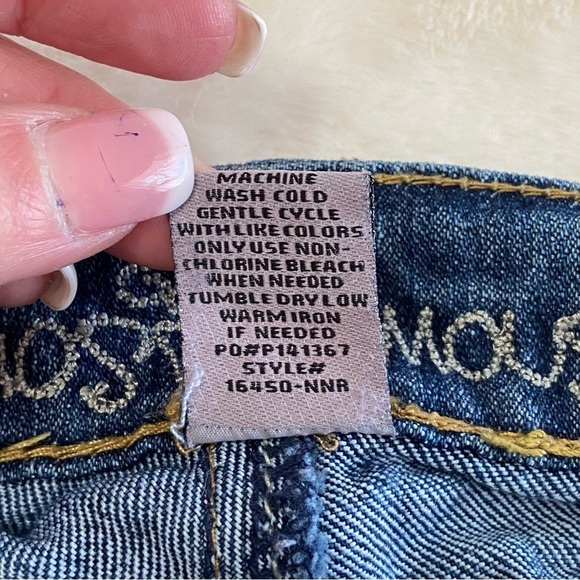 MACHINE
WASH COLD
GENTLE CYCLE
WITH LIKE COLORS
ONLY USE NON-
CHLORINE BLEACH
WHEN NEEDED
TUMBLE DRY LOW
WARM IRON
IF NEEDED
PO#P141367
STYLE#
16450-NNR